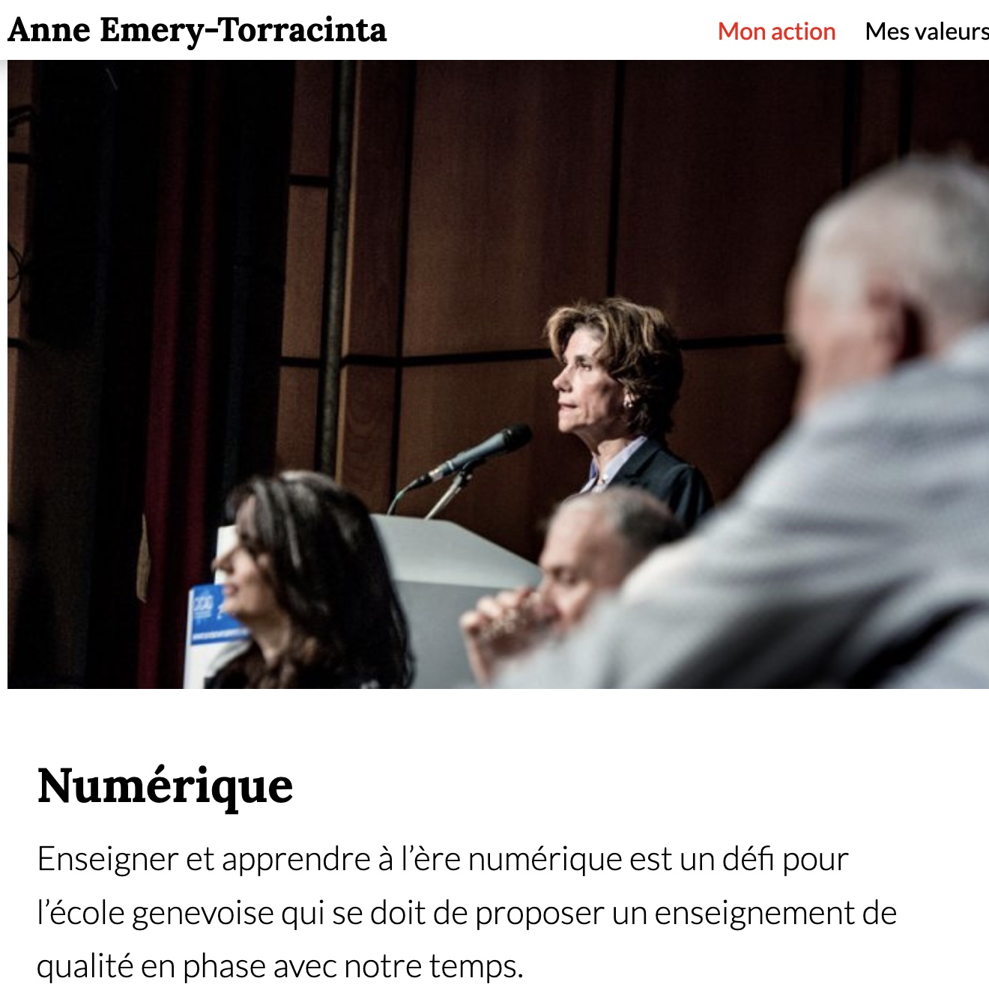 Anne Emery-Torracinta
Mon action Mes valeurs
Numérique
Enseigner et apprendre à l’ère numérique est un défi pour
l’école genevoise qui se doit de proposer un enseignement de
qualité en phase avec notre temps.